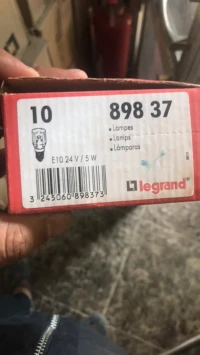 10
898 37
• Lampes
• Lamps
• Lámparas
E10 24 V / 5 W
3 245060 898373
legrand